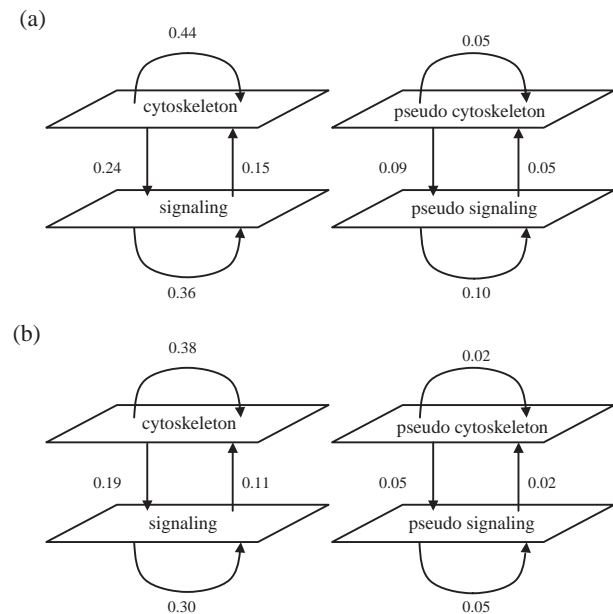 (a)
0.44
0.05
cytoskeleton
pseudo cytoskeleton
0.24
0.15
0.09
0.05
signaling
pseudo signaling
0.36
0.10
(b)
0.38
0.02
cytoskeleton
pseudo cytoskeleton
0.19
0.11
0.05
0.02
signaling
pseudo signaling
0.30
0.05